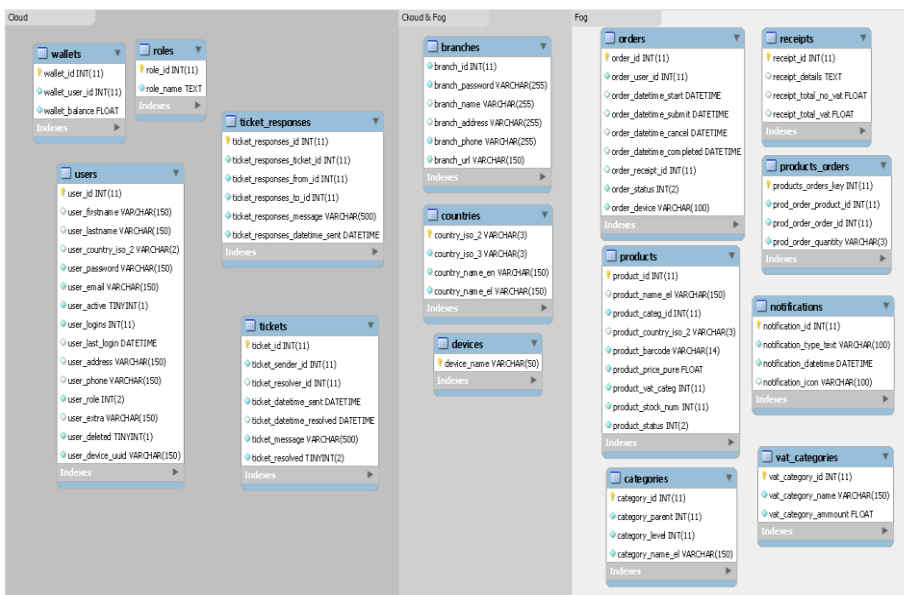 Cloud
wallets
wallet_id INT(11)
wallet_user_id INT(11)
wallet_balance FLOAT
Indexes
roles
role_id INT(11)
role_name TEXT
Indexes
ticket_responses
ticket_responses_id INT(11)
ticket_responses_ticket_id INT(11)
ticket_responses_from_id INT(11)
ticket_responses_to_id INT(11)
ticket_responses_message VARCHAR(500)
ticket_responses_datetime_sent DATETIME
Indexes
users
user_id INT(11)
user_firstname VARCHAR(150)
user_lastname VARCHAR(150)
user_country_iso_2 VARCHAR(2)
user_password VARCHAR(150)
user_email VARCHAR(150)
user_active TINYINT(1)
user_logins INT(11)
user_last_login DATETIME
user_address VARCHAR(150)
user_phone VARCHAR(150)
user_role INT(2)
user_extra VARCHAR(150)
user_deleted TINYINT(1)
user_device_uuid VARCHAR(150)
Indexes
tickets
ticket_id INT(11)
ticket_sender_id INT(11)
ticket_resolver_id INT(11)
ticket_datetime_sent DATETIME
ticket_datetime_resolved DATETIME
ticket_message VARCHAR(500)
ticket_resolved TINYINT(2)
Indexes
Ckoud & Fog
branches
branch_id INT(11)
branch_password VARCHAR(255)
branch_name VARCHAR(255)
branch_address VARCHAR(255)
branch_phone VARCHAR(255)
branch_url VARCHAR(150)
Indexes
countries
country_iso_2 VARCHAR(3)
country_iso_3 VARCHAR(3)
country_name_en VARCHAR(150)
country_name_el VARCHAR(150)
Indexes
devices
device_name VARCHAR(50)
Indexes
Fog
orders
order_id INT(11)
order_user_id INT(11)
order_datetime_start DATETIME
order_datetime_submit DATETIME
order_datetime_cancel DATETIME
order_datetime_completed DATETIME
order_receipt_id INT(11)
order_status INT(2)
order_device VARCHAR(100)
Indexes
receipts
receipt_id INT(11)
receipt_details TEXT
receipt_total_no_vat FLOAT
receipt_total_vat FLOAT
Indexes
products_orders
products_orders_key INT(11)
prod_order_product_id INT(11)
prod_order_order_id INT(11)
prod_order_quantity VARCHAR(3)
Indexes
products
product_id INT(11)
product_name_el VARCHAR(150)
product_categ_id INT(11)
product_country_iso_2 VARCHAR(3)
product_barcode VARCHAR(14)
product_price_pure FLOAT
product_vat_categ INT(11)
product_stock_num INT(11)
product_status INT(2)
Indexes
notifications
notification_id INT(11)
notification_type_text VARCHAR(100)
notification_datetime DATETIME
notification_icon VARCHAR(100)
Indexes
categories
category_id INT(11)
category_parent INT(11)
category_level INT(11)
category_name_el VARCHAR(150)
Indexes
vat_categories
vat_category_id INT(11)
vat_category_name VARCHAR(150)
vat_category_ammount FLOAT
Indexes